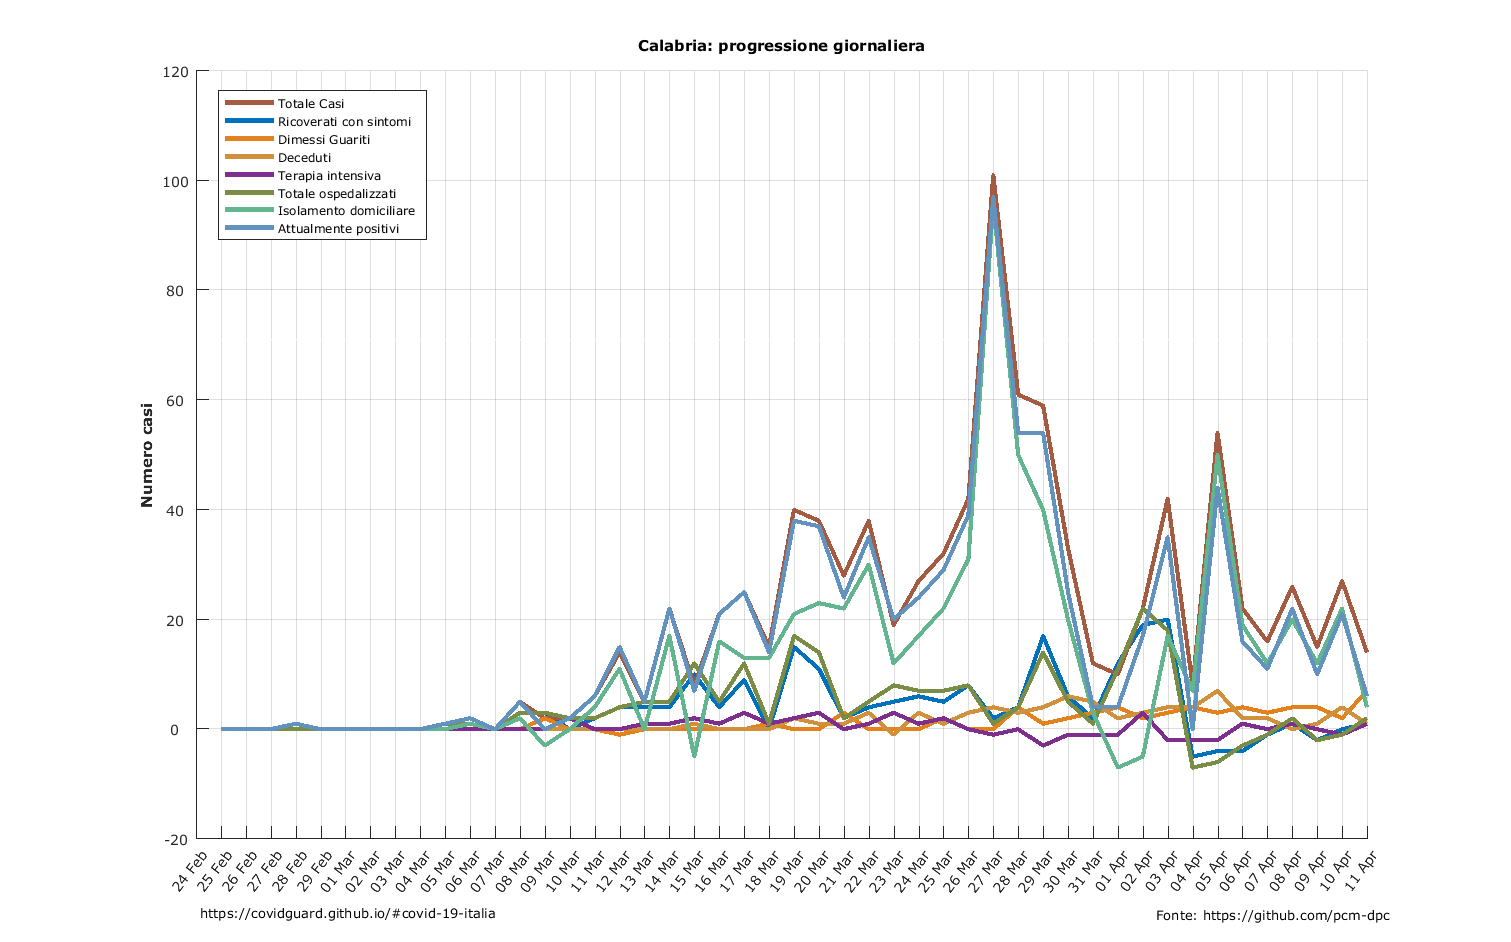 Calabria: progressione giornaliera
120
100
80
60
40
20
0
-20
Numero casi
Totale Casi
Ricoverati con sintomi
Dimessi Guariti
Deceduti
Terapia intensiva
Totale ospedalizzati
Isolamento domiciliare
Attualmente positivi
24 Feb
25 Feb
26 Feb
27 Feb
28 Feb
29 Feb
01 Mar
02 Mar
03 Mar
04 Mar
05 Mar
06 Mar
07 Mar
08 Mar
09 Mar
10 Mar
11 Mar
12 Mar
13 Mar
14 Mar
15 Mar
16 Mar
17 Mar
18 Mar
19 Mar
20 Mar
21 Mar
22 Mar
23 Mar
24 Mar
25 Mar
26 Mar
27 Mar
28 Mar
29 Mar
30 Mar
31 Mar
01 Apr
02 Apr
03 Apr
04 Apr
05 Apr
06 Apr
07 Apr
08 Apr
09 Apr
10 Apr
11 Apr
https://covidguard.github.io/#covid-19-italia
Fonte: https://github.com/pcm-dpc